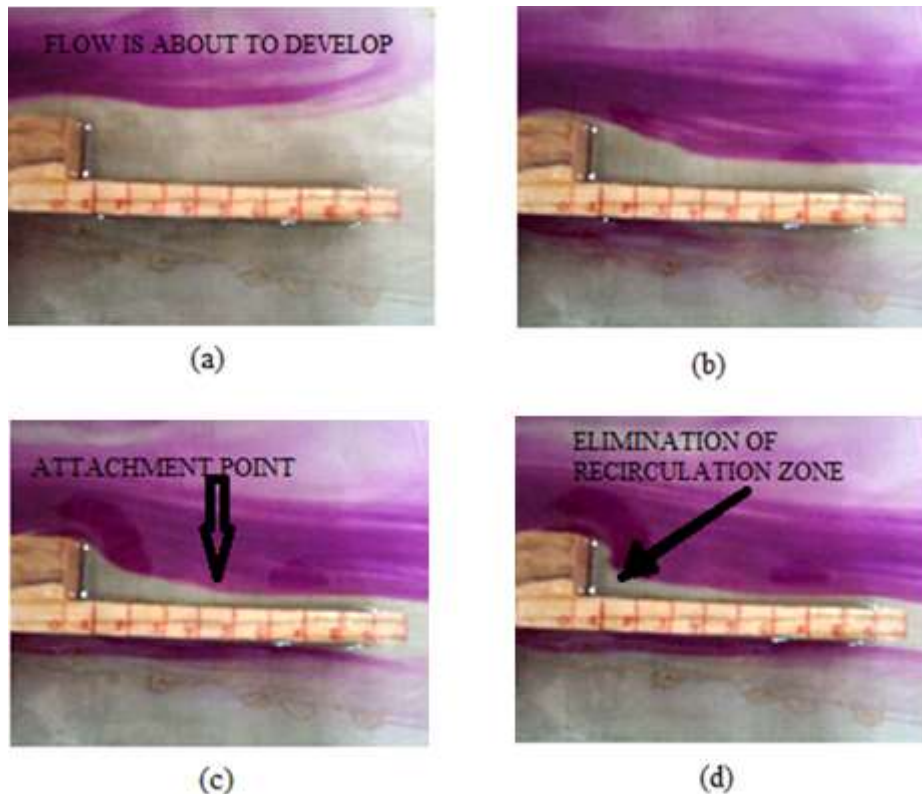 FLOW IS ABOUT TO DEVELOP
(a)
(b)
ATTACHMENT POINT
(c)
ELIMINATION OF
RECIRCULATION ZONE
(d)